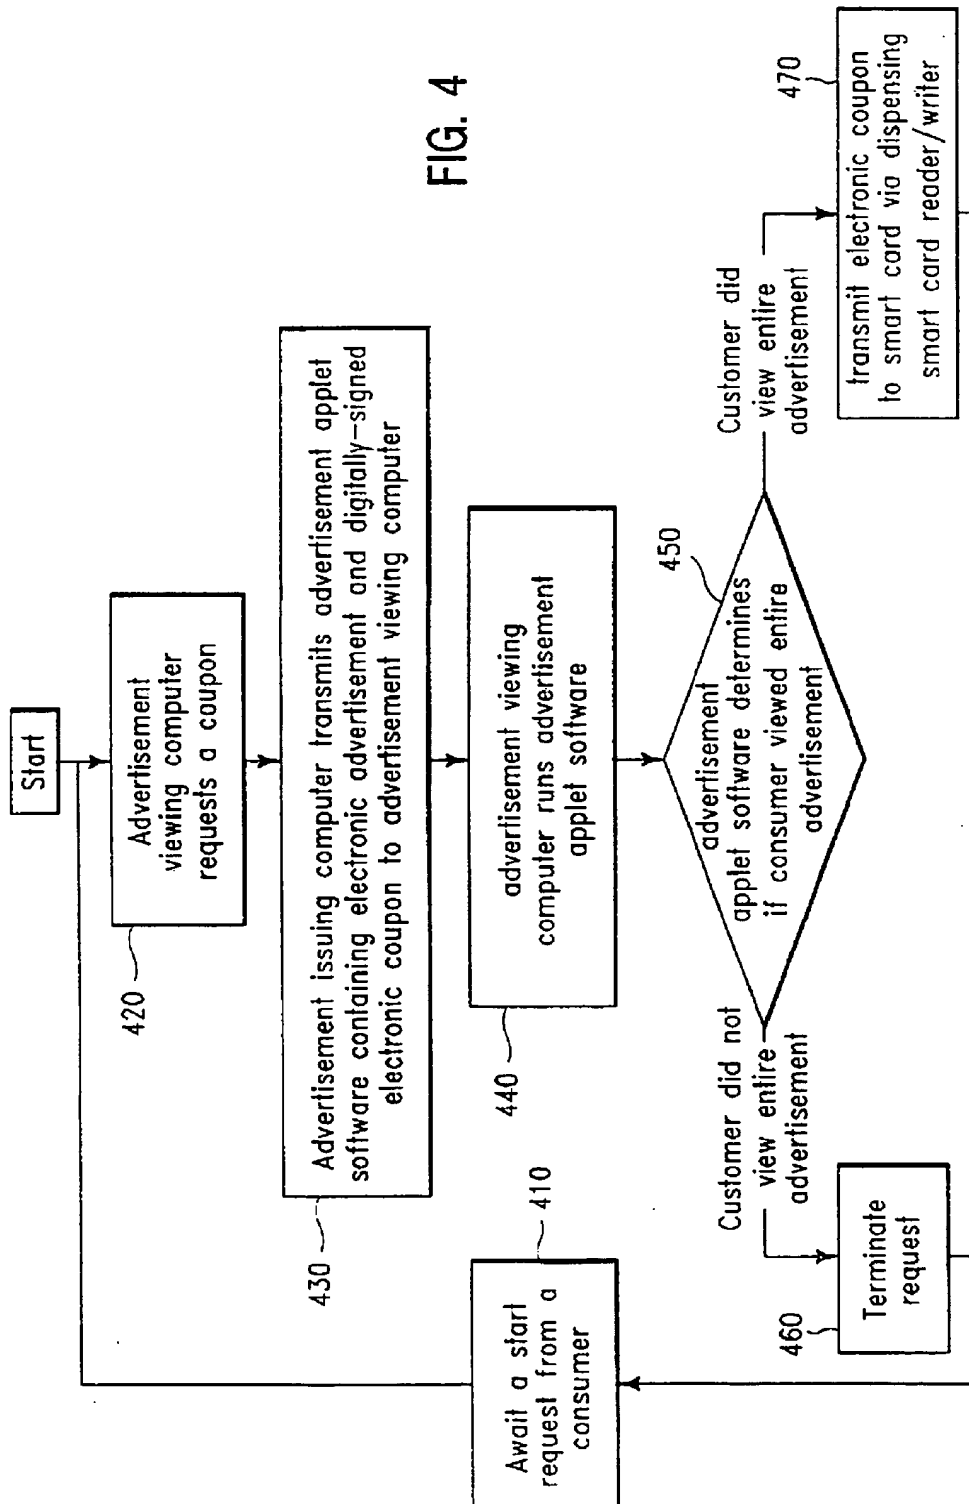 FIG. 4
Start
Advertisement
viewing computer
requests a coupon
420
Advertisement issuing computer transmits advertisement applet
software containing electronic advertisement and digitally-signed
electronic coupon to advertisement viewing computer
430
advertisement viewing
computer runs advertisement
applet software
440
advertisement
applet software determines
if consumer viewed entire
advertisement
450
Customer did not
view entire
advertisement
Customer did
view entire
advertisement
Terminate
request
460
transmit electronic coupon
to smart card via dispensing
smart card reader/writer
470
Await a start
request from a
consumer
410